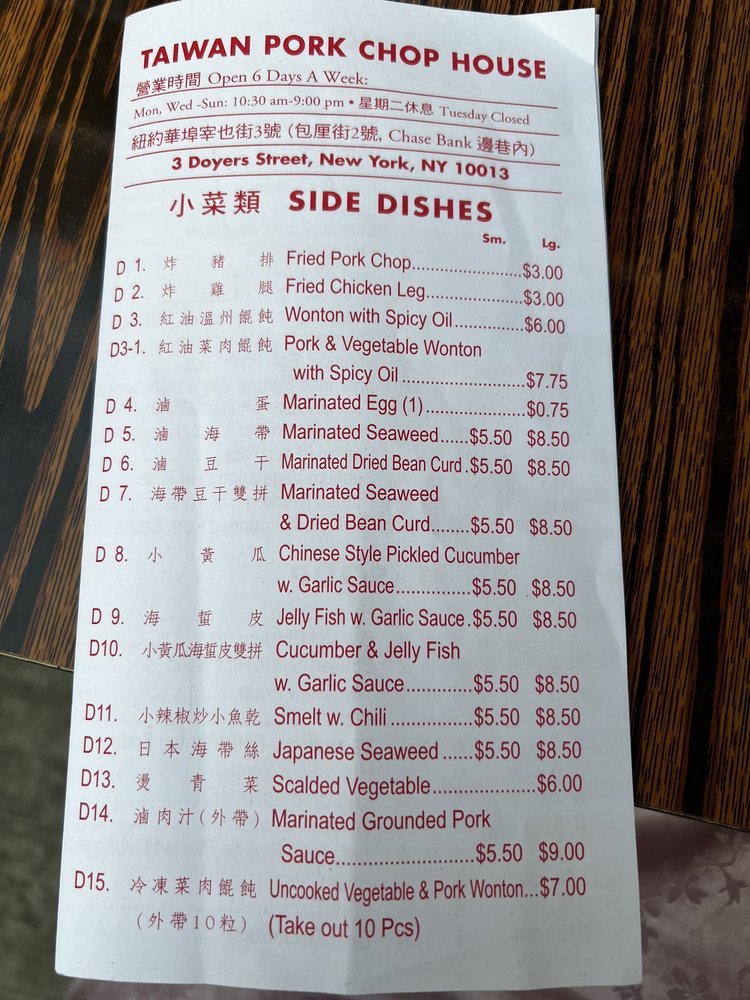 TAIWAN PORK CHOP HOUSE
營業時間 Open 6 Days A Week:
Mon, Wed -Sun: 10:30 am-9:00 pm • 星期二休息 Tuesday Closed
紐約華埠宰也街3號 (包厘街2號, Chase Bank 邊巷內)
3 Doyers Street, New York, NY 10013
小菜類 SIDE DISHES
Sm. Lg.
D 1. 炸豬排 Fried Pork Chop......................$3.00
D 2. 炸雞腿 Fried Chicken Leg...................$3.00
D 3. 紅油溫州餛飩 Wonton with Spicy Oil..............$6.00
D3-1. 紅油菜肉餛飩 Pork & Vegetable Wonton
with Spicy Oil.........................$7.75
D 4. 滷蛋 Marinated Egg (1)....................$0.75
D 5. 滷海帶 Marinated Seaweed......$5.50 $8.50
D 6. 滷豆干 Marinated Dried Bean Curd.$5.50 $8.50
D 7. 海帶豆干雙拼 Marinated Seaweed
& Dried Bean Curd........$5.50 $8.50
D 8. 小黃瓜 Chinese Style Pickled Cucumber
w. Garlic Sauce...............$5.50 $8.50
D 9. 海蜇皮 Jelly Fish w. Garlic Sauce.$5.50 $8.50
D10. 小黃瓜海蜇皮雙拼 Cucumber & Jelly Fish
w. Garlic Sauce.............$5.50 $8.50
D11. 小辣椒炒小魚乾 Smelt w. Chili................$5.50 $8.50
D12. 日本海帶絲 Japanese Seaweed......$5.50 $8.50
D13. 燙青菜 Scalded Vegetable....................$6.00
D14. 滷肉汁(外帶) Marinated Grounded Pork
Sauce..........................$5.50 $9.00
D15. 冷凍菜肉餛飩 Uncooked Vegetable & Pork Wonton...$7.00
(外帶10粒) (Take out 10 Pcs)